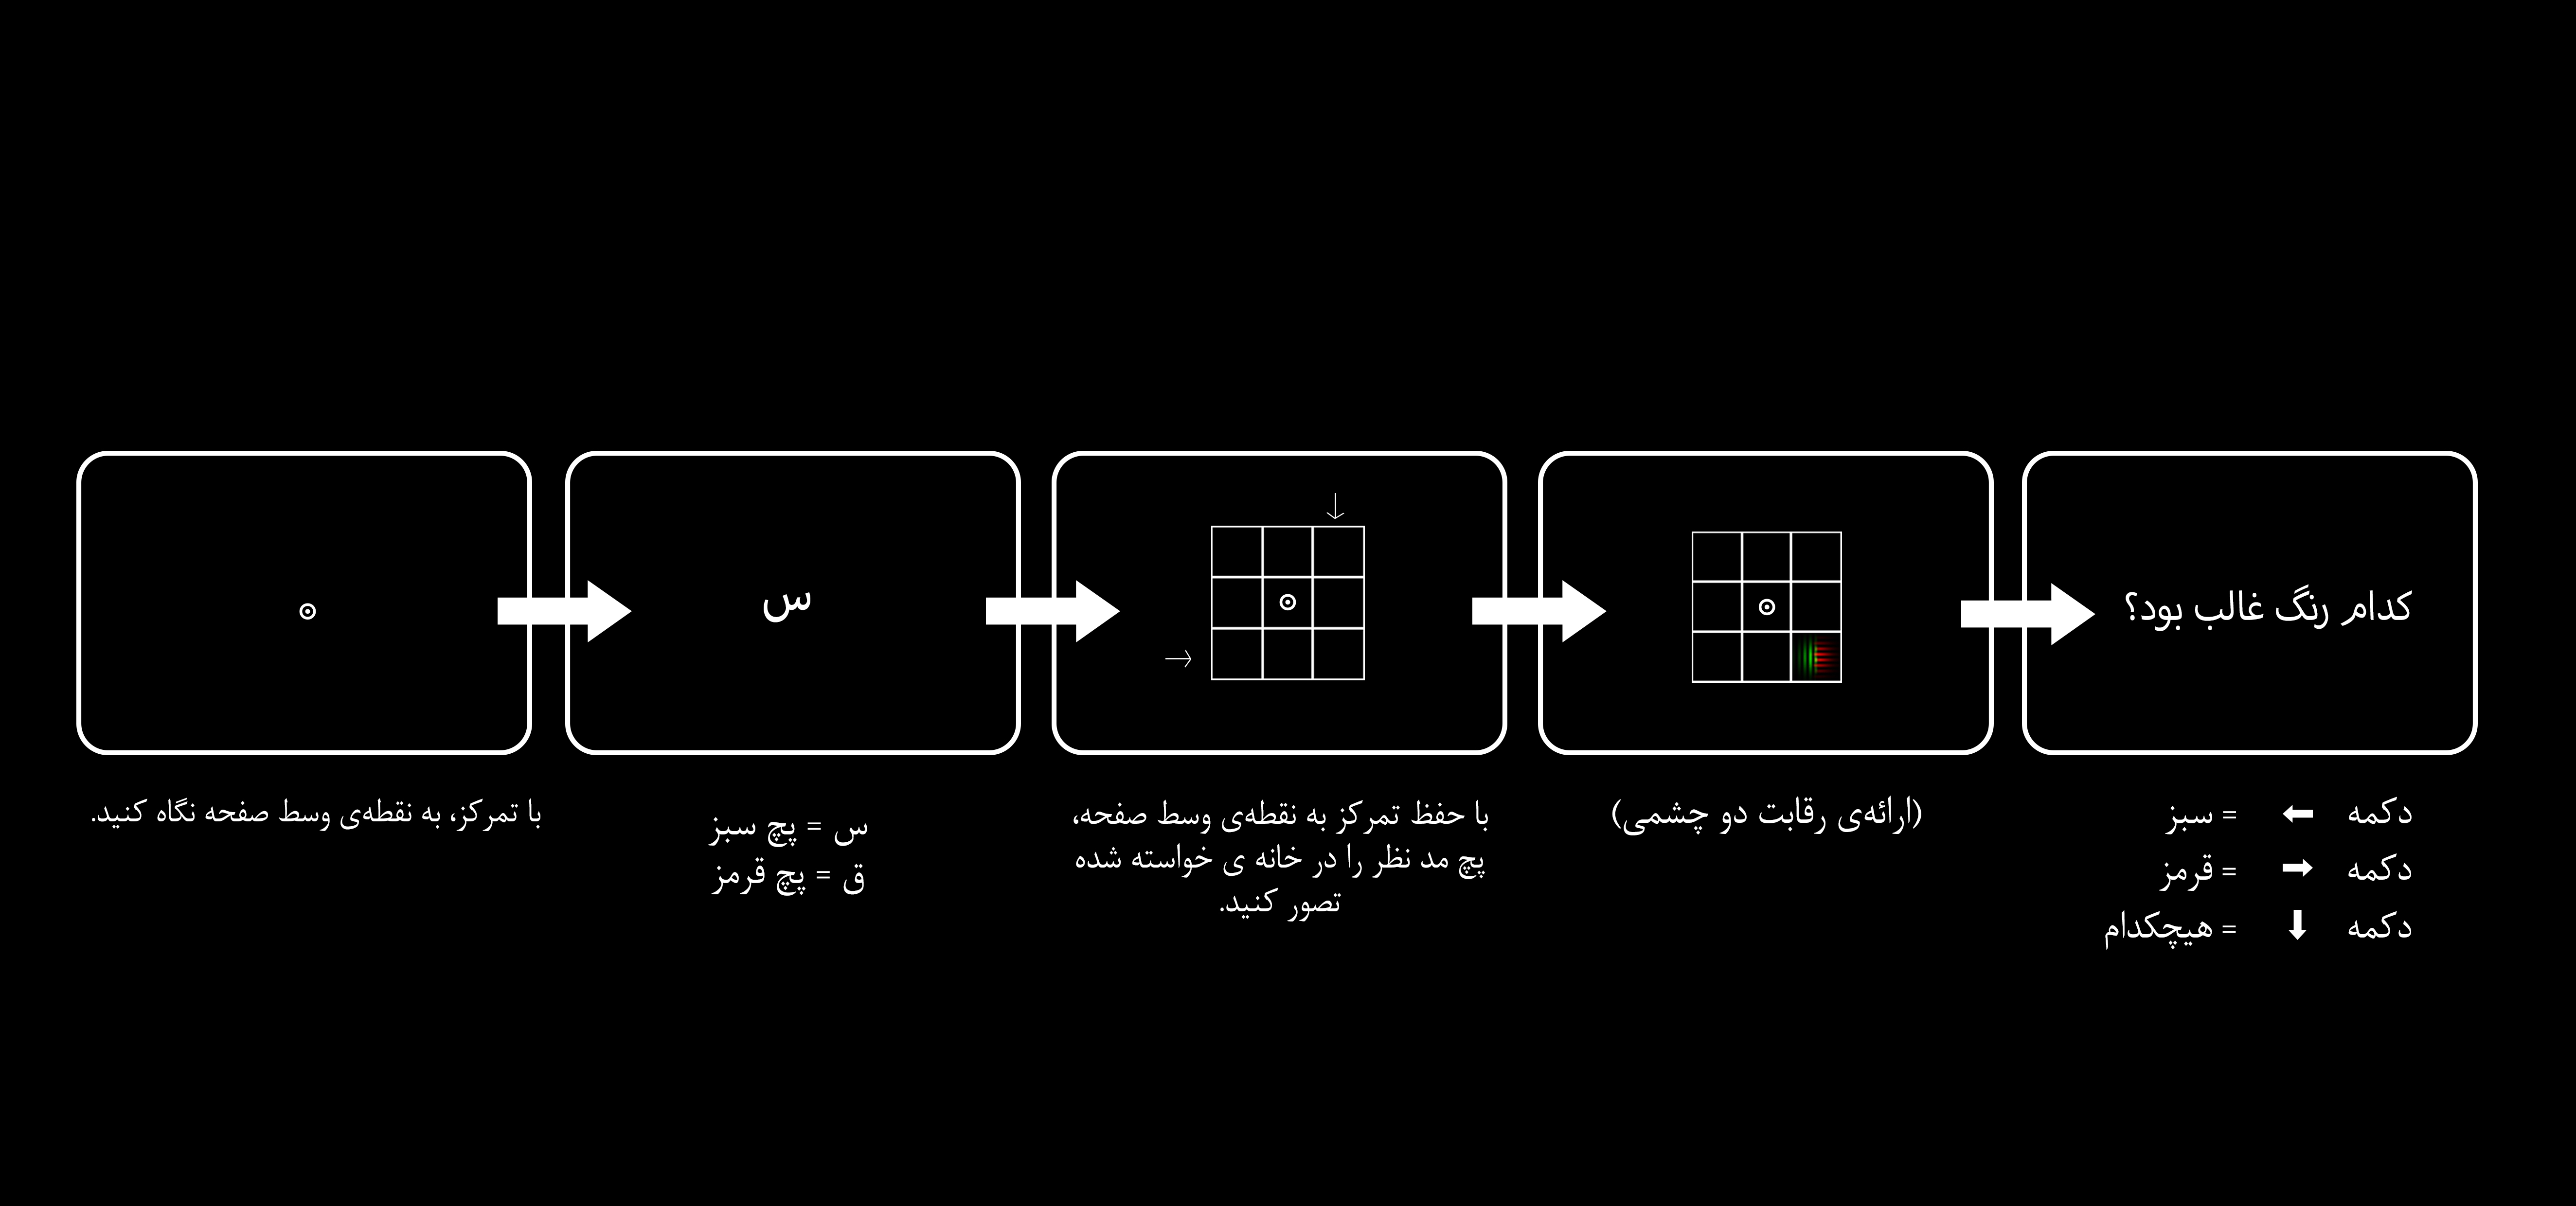 س
کدام رنگ غالب بود؟
با تمرکز، به نقطه‌ی وسط صفحه نگاه کنید.
س = پچ سبز
ق = پچ قرمز
با حفظ تمرکز به نقطه‌ی وسط صفحه،
پچ مد نظر را در خانه ی خواسته شده
تصور کنید.
(ارائه‌ی رقابت دو چشمی)
دکمه ⬅ = سبز
دکمه ➡ = قرمز
دکمه ⬇ = هیچکدام